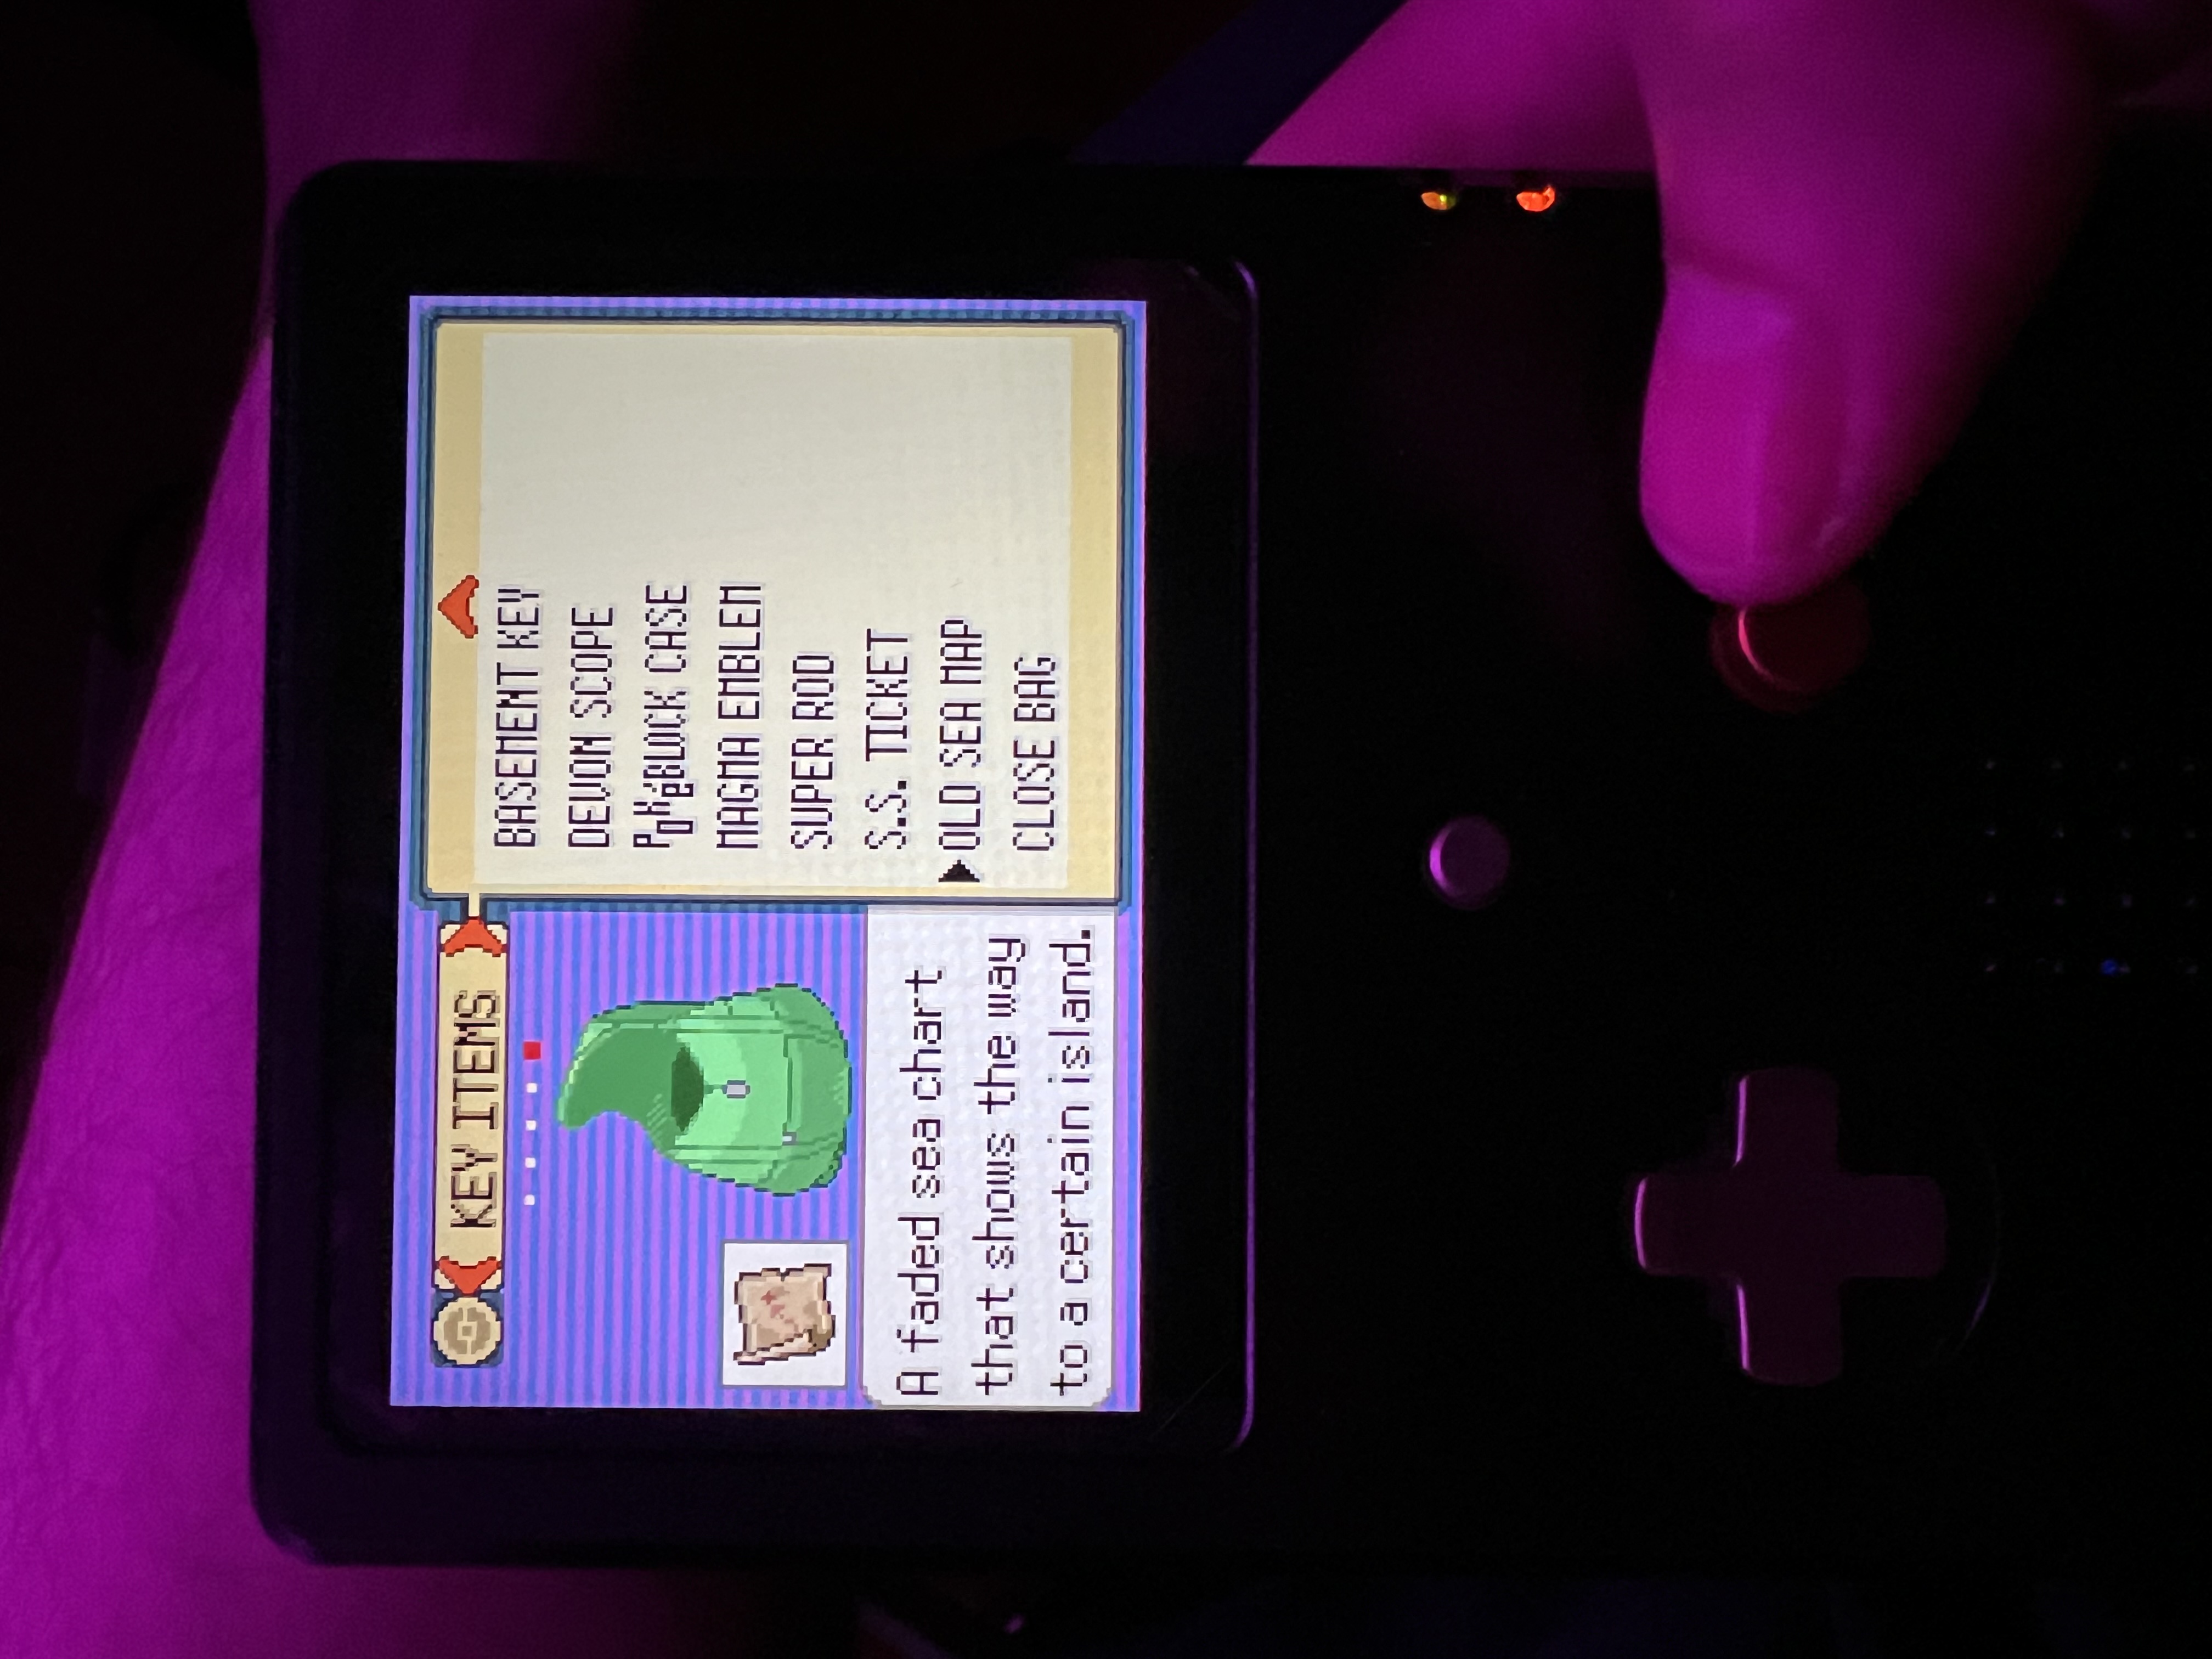 KEY ITEMS
BASEMENT KEY
DEVON SCOPE
POKéBLOCK CASE
MAGMA EMBLEM
SUPER ROD
S.S. TICKET
OLD SEA MAP
CLOSE BAG
A faded sea chart
that shows the way
to a certain island.